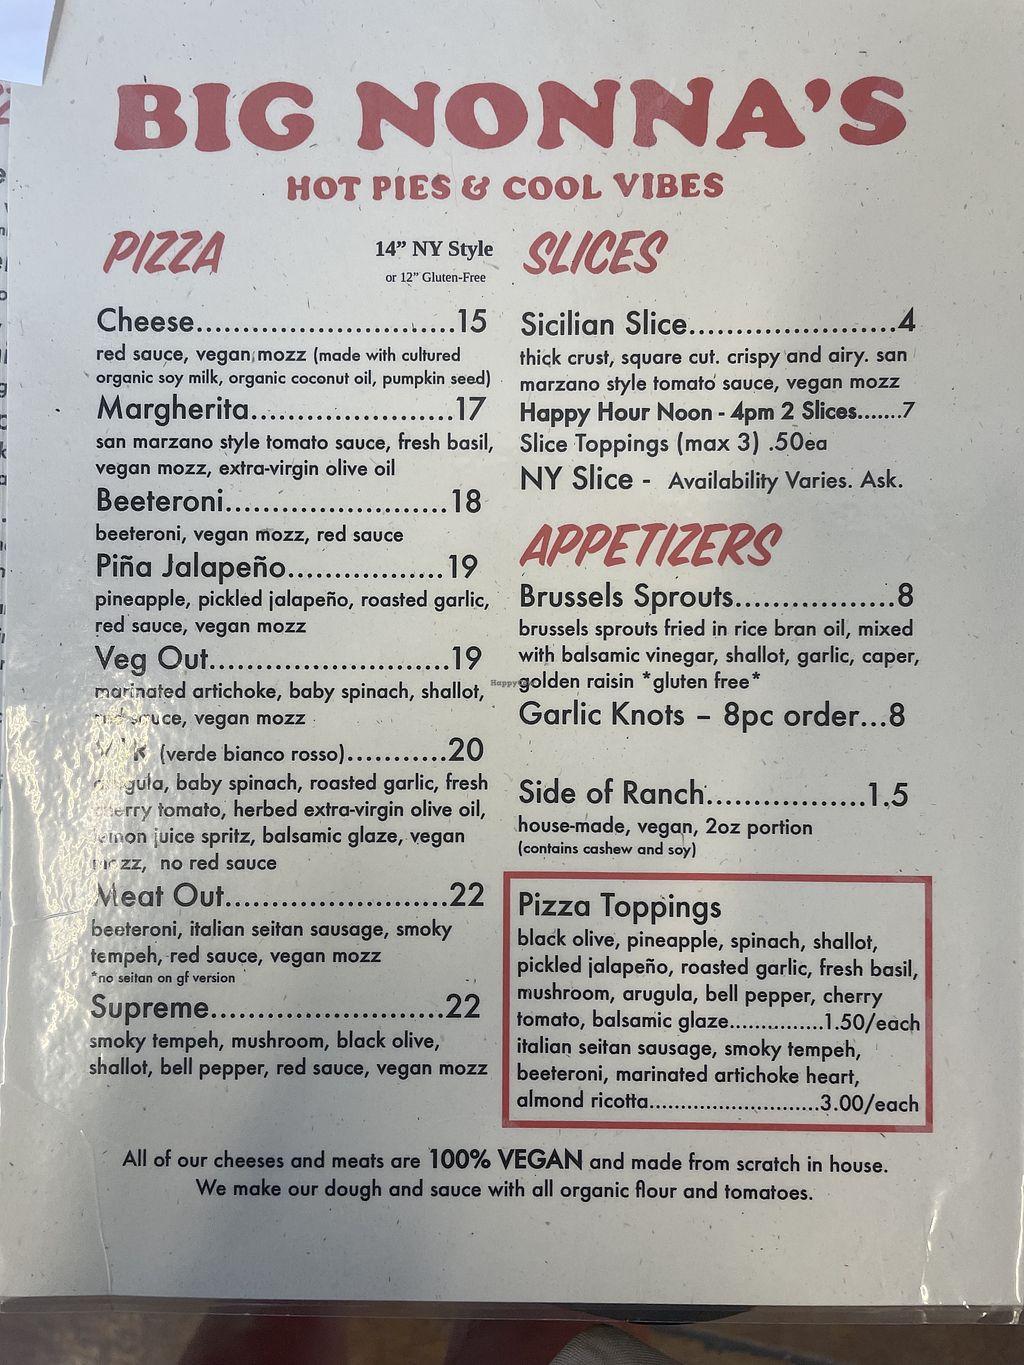 BIG NONNA'S
HOT PIES & COOL VIBES
PIZZA
14” NY Style
or 12” Gluten-Free
Cheese............................15
red sauce, vegan mozz (made with cultured
organic soy milk, organic coconut oil, pumpkin seed)
Margherita......................17
san marzano style tomato sauce, fresh basil,
vegan mozz, extra-virgin olive oil
Beeteroni........................18
beeteroni, vegan mozz, red sauce
Piña Jalapeño.................19
pineapple, pickled jalapeño, roasted garlic,
red sauce, vegan mozz
Veg Out..........................19
marinated artichoke, baby spinach, shallot,
red sauce, vegan mozz
(verde bianco rosso)...........20
arugula, baby spinach, roasted garlic, fresh
cherry tomato, herbed extra-virgin olive oil,
lemon juice spritz, balsamic glaze, vegan
mozz, no red sauce
Meat Out........................22
beeteroni, italian seitan sausage, smoky
tempeh, red sauce, vegan mozz
*no seitan on gf version
Supreme.........................22
smoky tempeh, mushroom, black olive,
shallot, bell pepper, red sauce, vegan mozz
SLICES
Sicilian Slice......................4
thick crust, square cut. crispy and airy. san
marzano style tomato sauce, vegan mozz
Happy Hour Noon - 4pm 2 Slices.......7
Slice Toppings (max 3) .50ea
NY Slice - Availability Varies. Ask.
APPETIZERS
Brussels Sprouts.................8
brussels sprouts fried in rice bran oil, mixed
with balsamic vinegar, shallot, garlic, caper,
golden raisin *gluten free*
Garlic Knots – 8pc order...8
Side of Ranch.................1.5
house-made, vegan, 2oz portion
(contains cashew and soy)
Pizza Toppings
black olive, pineapple, spinach, shallot,
pickled jalapeño, roasted garlic, fresh basil,
mushroom, arugula, bell pepper, cherry
tomato, balsamic glaze...............1.50/each
italian seitan sausage, smoky tempeh,
beeteroni, marinated artichoke heart,
almond ricotta...........................3.00/each
All of our cheeses and meats are 100% VEGAN and made from scratch in house.
We make our dough and sauce with all organic flour and tomatoes.